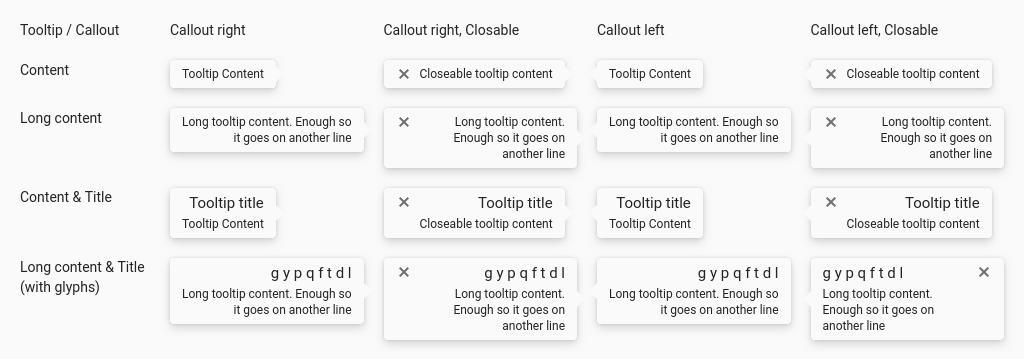 Tooltip / Callout Callout right Callout right, Closable Callout left Callout left, Closable
Content Tooltip Content Closeable tooltip content Tooltip Content Closeable tooltip content
Long content Long tooltip content. Enough so Long tooltip content. Long tooltip content. Enough so Long tooltip content.
it goes on another line Enough so it goes on it goes on another line Enough so it goes on
another line another line
Content & Title Tooltip title Tooltip title Tooltip title Tooltip title
Tooltip Content Closeable tooltip content Tooltip Content Closeable tooltip content
Long content & Title g y p q f t d l g y p q f t d l g y p q f t d l g y p q f t d l
(with glyphs) Long tooltip content. Enough so Long tooltip content. Long tooltip content. Enough so Long tooltip content.
it goes on another line Enough so it goes on it goes on another line Enough so it goes on
another line another line